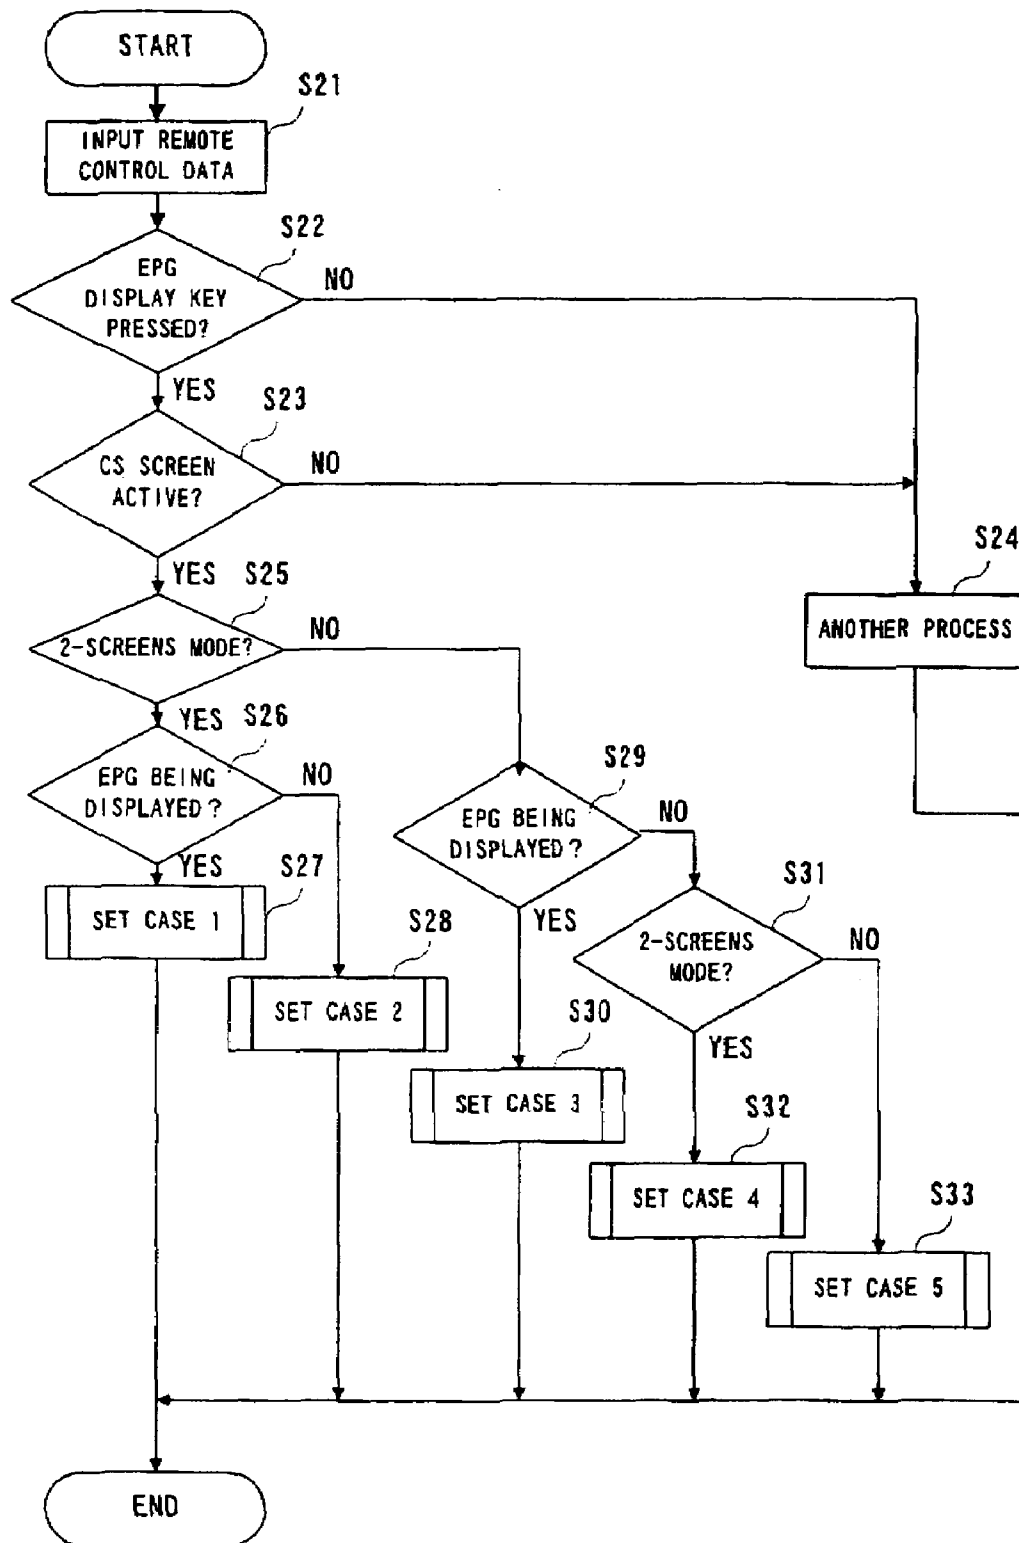 START
S21
INPUT REMOTE
CONTROL DATA
S22
EPG
DISPLAY KEY
PRESSED?
NO
YES
S23
CS SCREEN
ACTIVE?
NO
YES
S24
ANOTHER PROCESS
S25
2-SCREENS MODE?
NO
YES
S26
EPG BEING
DISPLAYED?
NO
YES
S27
SET CASE 1
S28
SET CASE 2
S29
EPG BEING
DISPLAYED?
NO
YES
S30
SET CASE 3
S31
2-SCREENS
MODE?
NO
YES
S32
SET CASE 4
S33
SET CASE 5
END